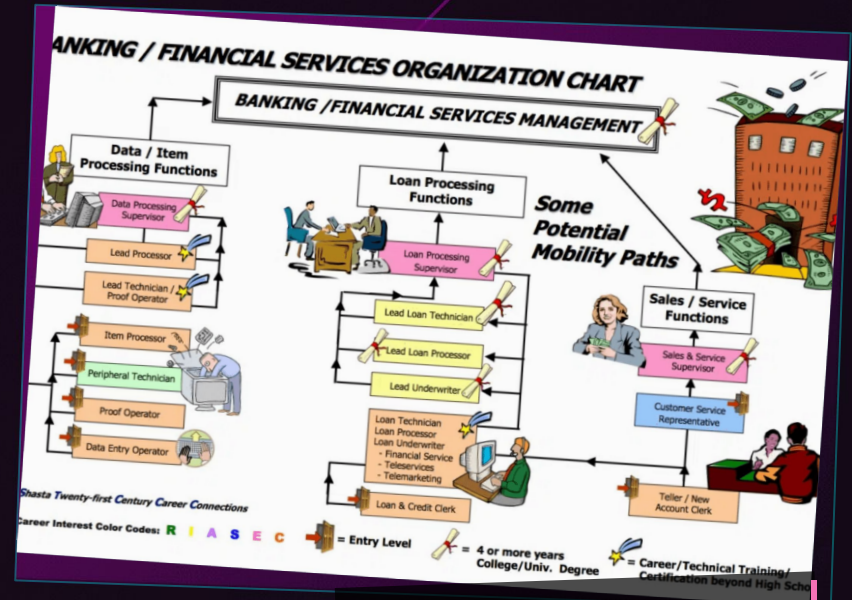 ANKING / FINANCIAL SERVICES ORGANIZATION CHART
BANKING /FINANCIAL SERVICES MANAGEMENT
Data / Item
Processing Functions
Data Processing
Supervisor
Lead Processor
Lead Technician /
Proof Operator
Item Processor
Peripheral Technician
Proof Operator
Data Entry Operator
Loan Processing
Functions
Loan Processing
Supervisor
Lead Loan Technician
Lead Loan Processor
Lead Underwriter
Loan Technician
Loan Processor
Loan Underwriter
- Financial Service
- Teleservices
- Telemarketing
Loan & Credit Clerk
Some
Potential
Mobility Paths
Sales / Service
Functions
Sales & Service
Supervisor
Customer Service
Representative
Teller / New
Account Clerk
Shasta Twenty-first Century Career Connections
Career Interest Color Codes: R I A S E C
= Entry Level
= 4 or more years
College/Univ. Degree
= Career/Technical Training/
Certification beyond High Scho